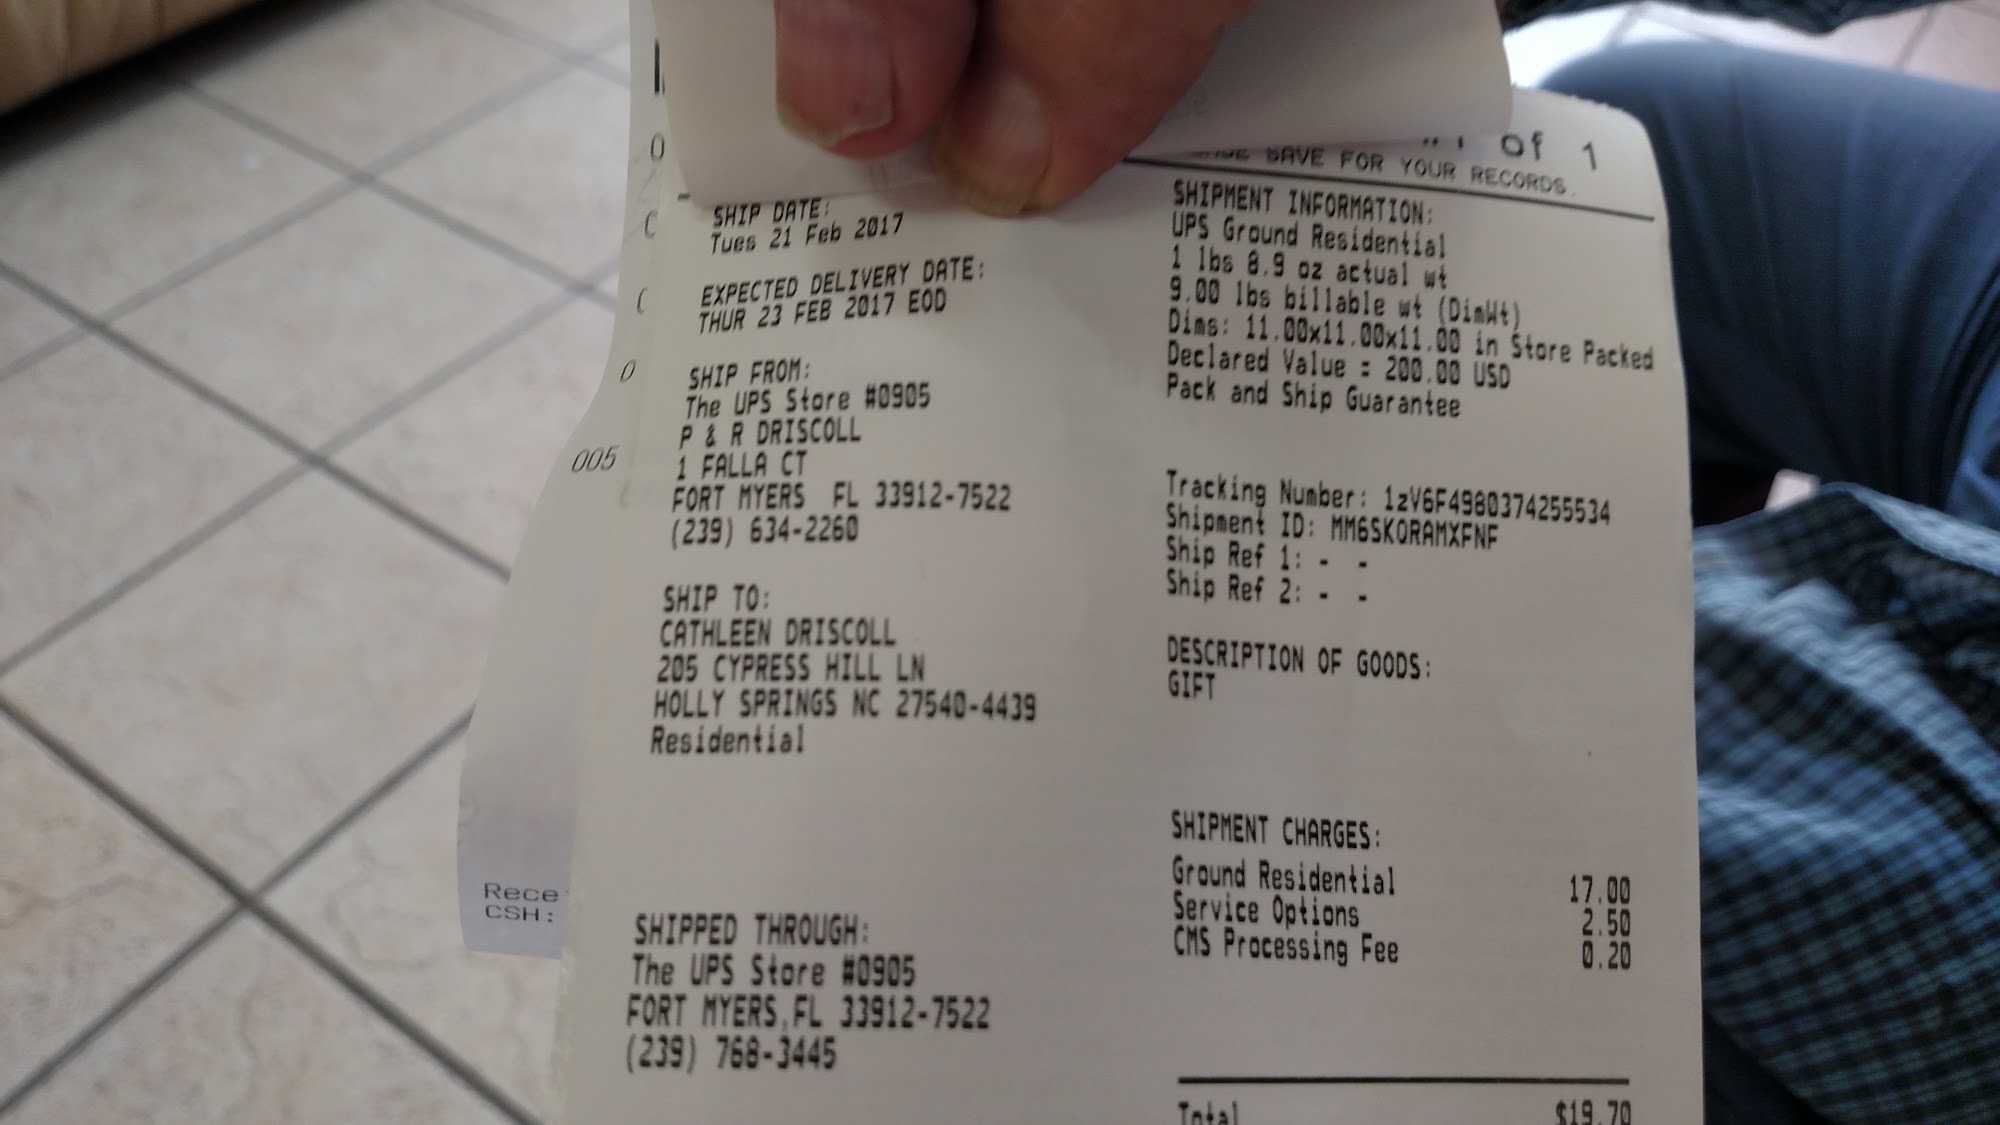 #1 of 1
SAVE FOR YOUR RECORDS.
SHIP DATE:
Tues 21 Feb 2017
EXPECTED DELIVERY DATE:
THUR 23 FEB 2017 EOD
SHIP FROM:
The UPS Store #0905
P & R DRISCOLL
1 FALLA CT
FORT MYERS FL 33912-7522
(239) 634-2260
SHIP TO:
CATHLEEN DRISCOLL
205 CYPRESS HILL LN
HOLLY SPRINGS NC 27540-4439
Residential
SHIPPED THROUGH:
The UPS Store #0905
FORT MYERS,FL 33912-7522
(239) 768-3445
SHIPMENT INFORMATION:
UPS Ground Residential
1 lbs 8.9 oz actual wt
9.00 lbs billable wt (DimWt)
Dims: 11.00x11.00x11.00 in Store Packed
Declared Value = 200.00 USD
Pack and Ship Guarantee
Tracking Number: 1zV6F4980374255534
Shipment ID: MM6SKORAMXFNF
Ship Ref 1: - -
Ship Ref 2: - -
DESCRIPTION OF GOODS:
GIFT
SHIPMENT CHARGES:
Ground Residential 17.00
Service Options 2.50
CMS Processing Fee 0.20
Total $19.70
005
Rece
CSH: